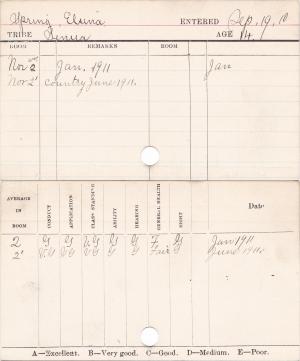 Spring, Elsina ENTERED Sep. 19, 10
TRIBE Seneca AGE 14.
ROOM REMARKS ROOM
Nor 2 Jan. 1911 Jan
Nor 2' Country June 1911.
AVERAGE IN ROOM CONDUCT APPLICATION CLASS STANDING ABILITY HEARING GENERAL HEALTH SIGHT Date
2 G G V.G G G F G Jan 1911
2' V.G V.G G G G Fair G June 1911.
A—Excellent. B—Very good. C—Good. D—Medium. E—Poor.